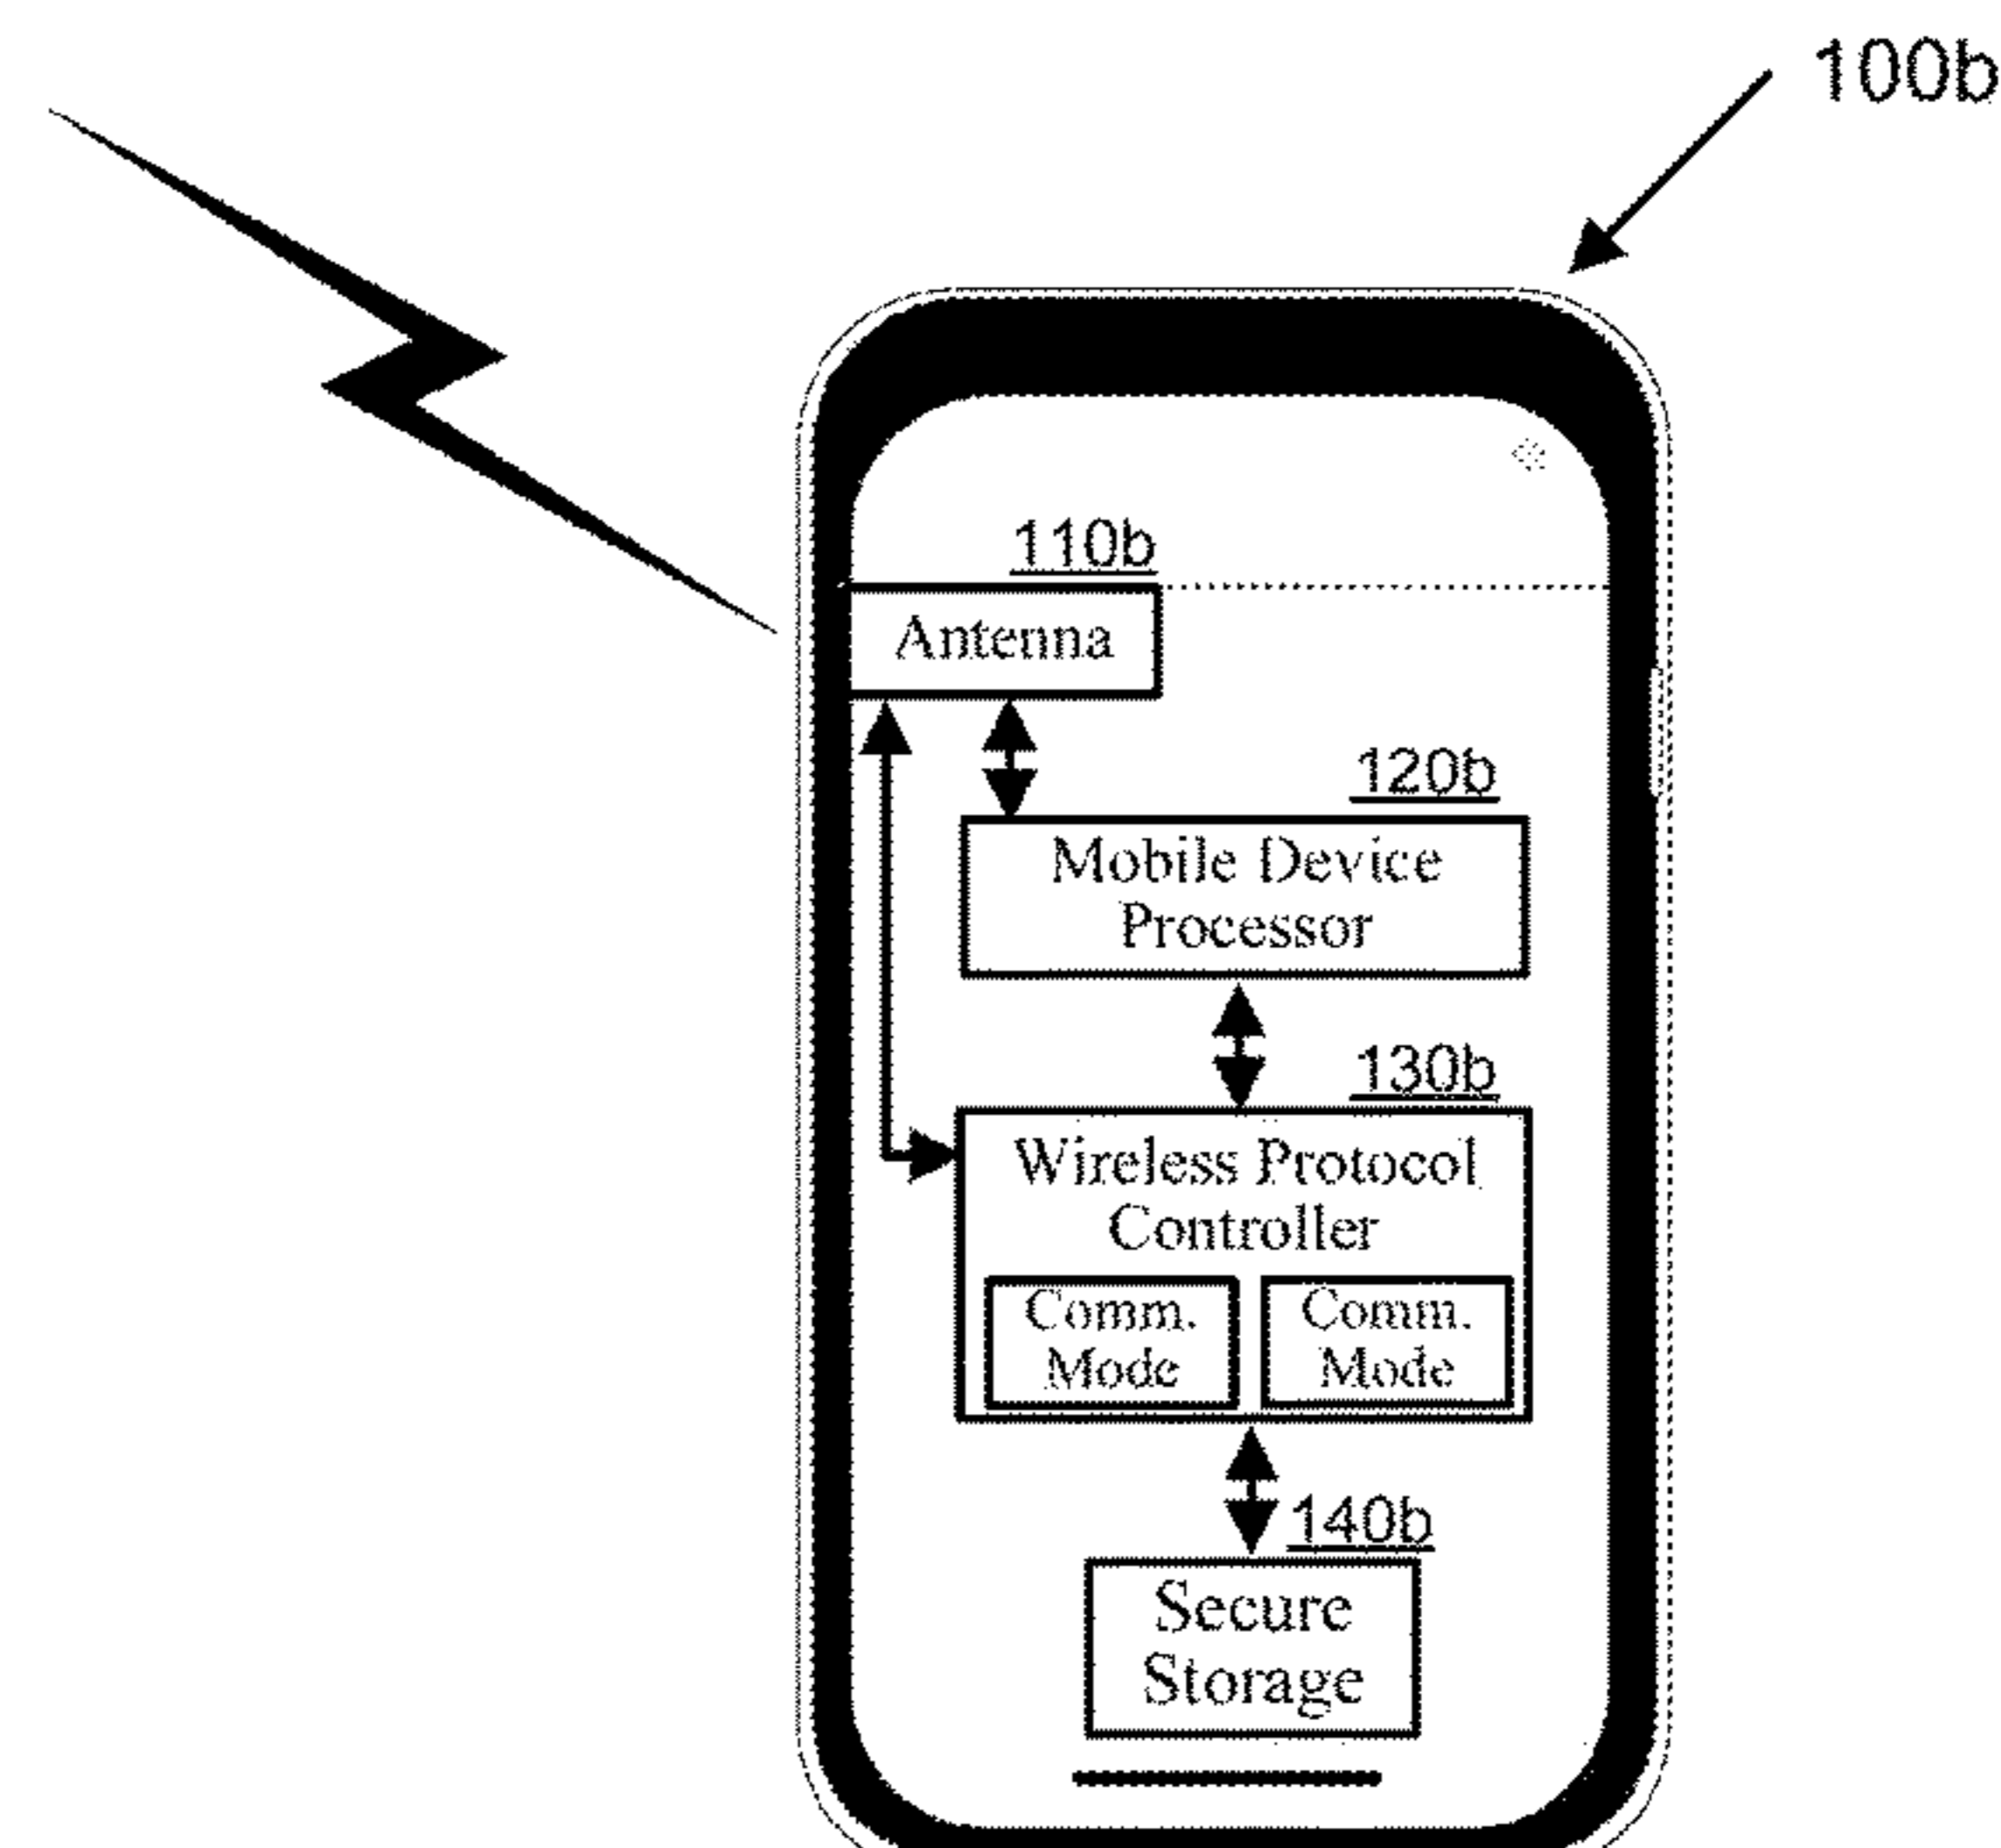 100b
110b
Antenna
120b
Mobile Device
Processor
130b
Wireless Protocol
Controller
Comm.
Mode
Comm.
Mode
140b
Secure
Storage